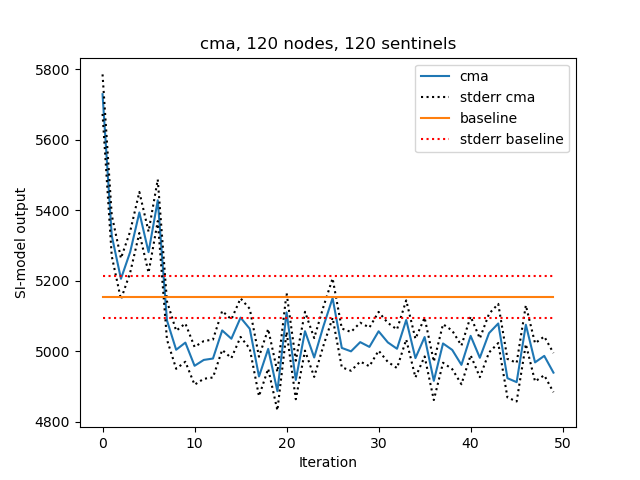 cma, 120 nodes, 120 sentinels
cma
stderr cma
baseline
stderr baseline
SI-model output
5800
5600
5400
5200
5000
4800
0
10
20
30
40
50
Iteration